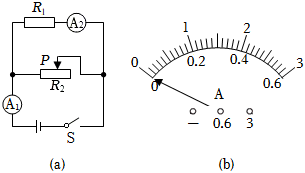 R₁ A₂
P
R₂
A₁
S
(a)
0 1 2 3
0 0.2 0.4 0.6
A
— 0.6 3
(b)